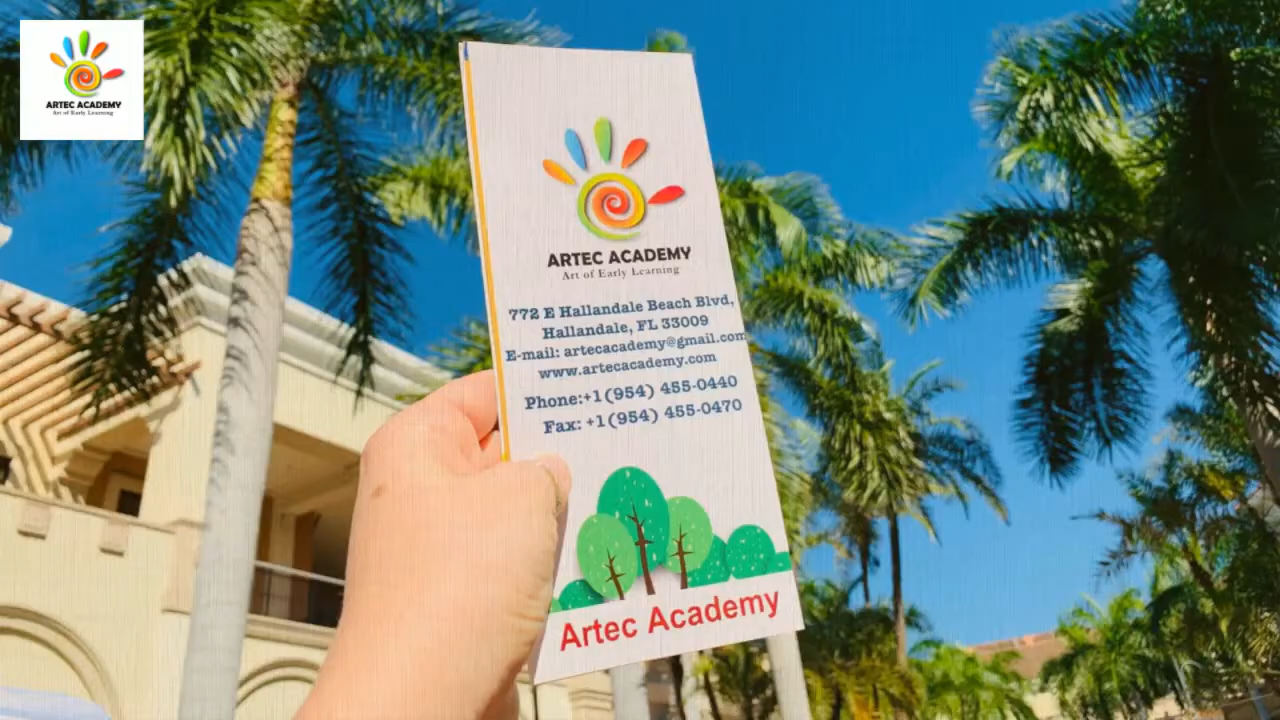 ARTEC ACADEMY
Art of Early Learning
ARTEC ACADEMY
Art of Early Learning
772 E Hallandale Beach Blvd,
Hallandale, FL 33009
E-mail: artecacademy@gmail.com
www.artecacademy.com
Phone:+1(954) 455-0440
Fax: +1(954) 455-0470
Artec Academy